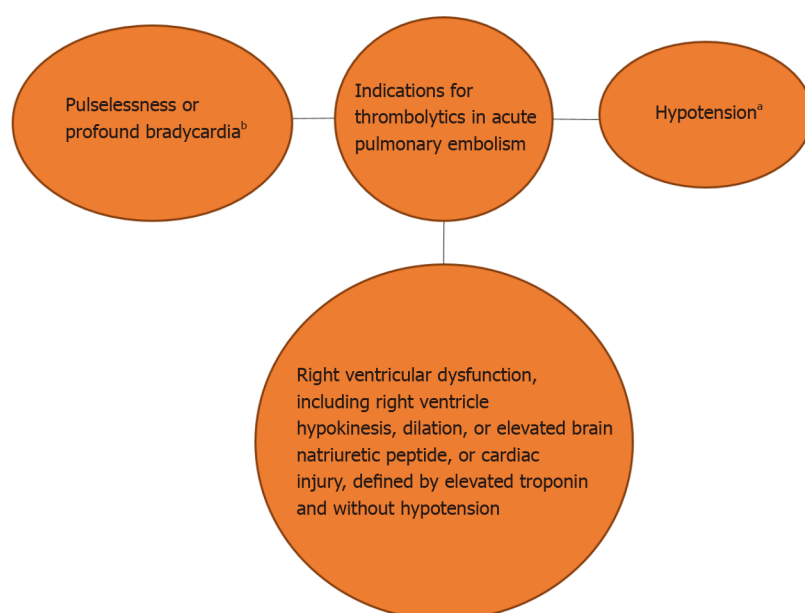 Pulselessness or
profound bradycardiaᵇ
Indications for
thrombolytics in acute
pulmonary embolism
Hypotensionᵃ
Right ventricular dysfunction,
including right ventricle
hypokinesis, dilation, or elevated brain
natriuretic peptide, or cardiac
injury, defined by elevated troponin
and without hypotension